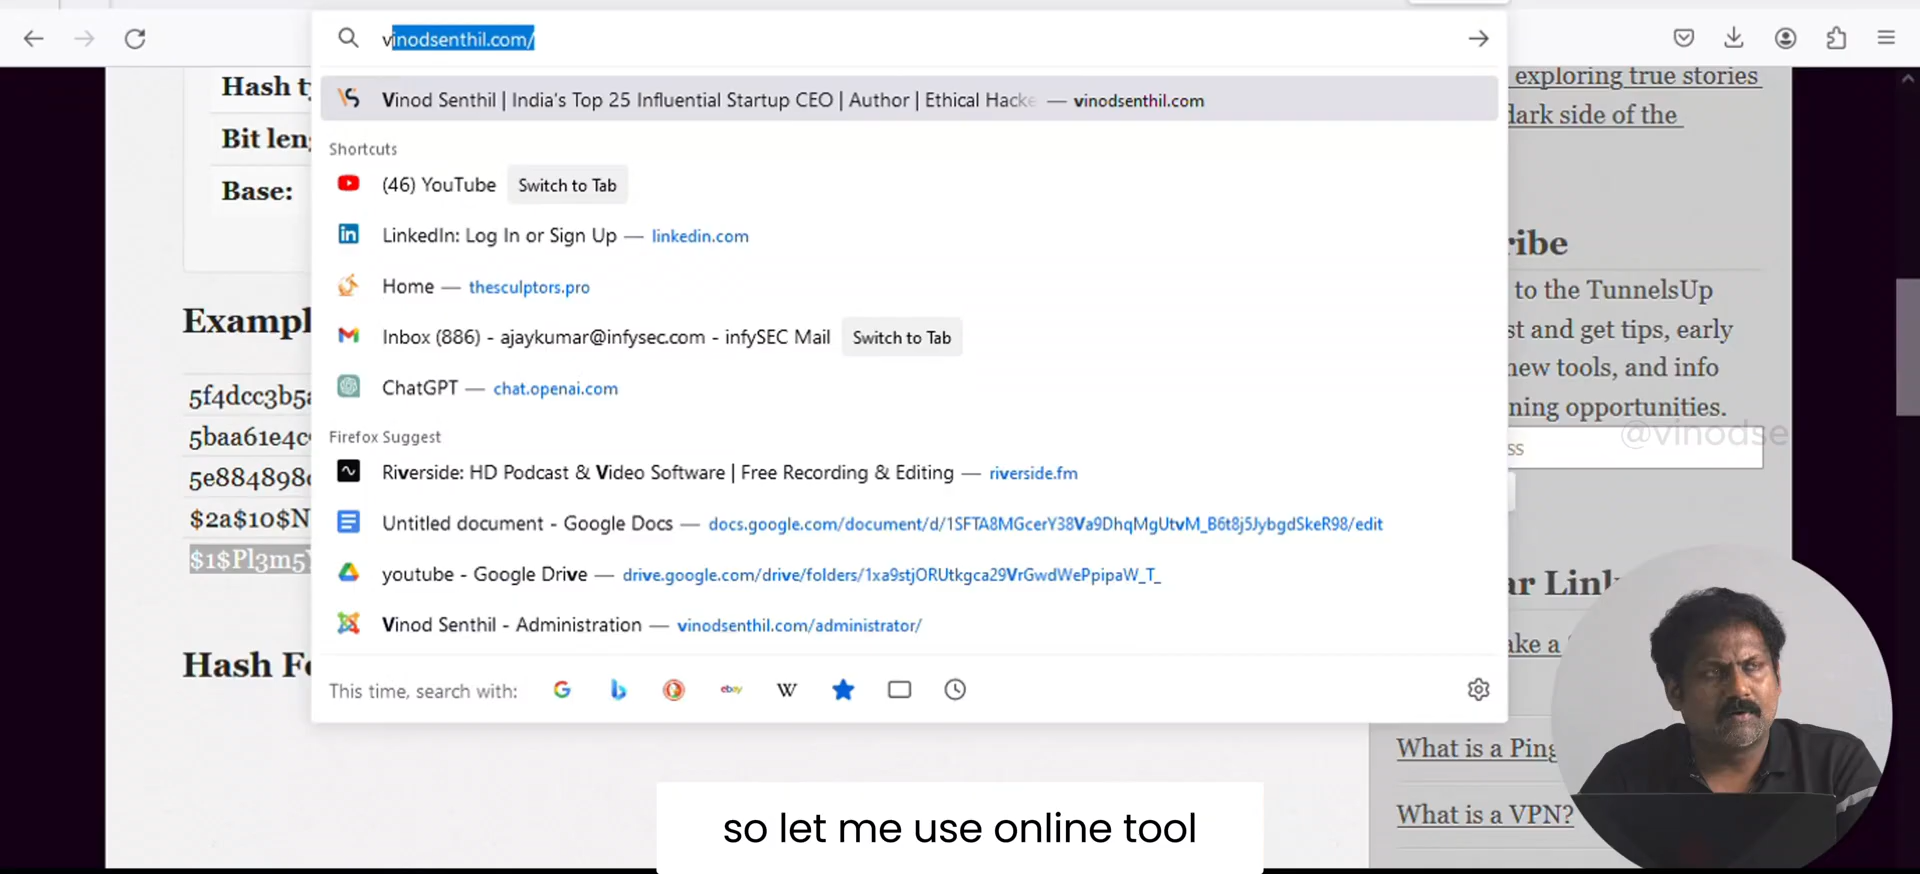 vinodsenthil.com/
Vinod Senthil | India's Top 25 Influential Startup CEO | Author | Ethical Hacke — vinodsenthil.com
Shortcuts
(46) YouTube Switch to Tab
LinkedIn: Log In or Sign Up — linkedin.com
Home — thesculptors.pro
Inbox (886) - ajaykumar@infysec.com - infySEC Mail Switch to Tab
ChatGPT — chat.openai.com
Firefox Suggest
Riverside: HD Podcast & Video Software | Free Recording & Editing — riverside.fm
Untitled document - Google Docs — docs.google.com/document/d/1SFTA8MGcerY38Va9DhqMgUtvM_B6t8j5JybgdSkeR98/edit
youtube - Google Drive — drive.google.com/drive/folders/1xa9stjORUtkgca29VrGwdWePpipaW_T_
Vinod Senthil - Administration — vinodsenthil.com/administrator/
This time, search with: G b ebay W
Hash t
Bit len
Base:
Exampl
5f4dcc3b5a
5baa61e4c
5e884898
$2a$10$N
$1$Pl3m5Y
Hash F
exploring true stories
dark side of the
ribe
to the TunnelsUp
st and get tips, early
new tools, and info
ning opportunities.
@vinodse
ss
ar Link
ake a
What is a Ping
What is a VPN?
so let me use online tool